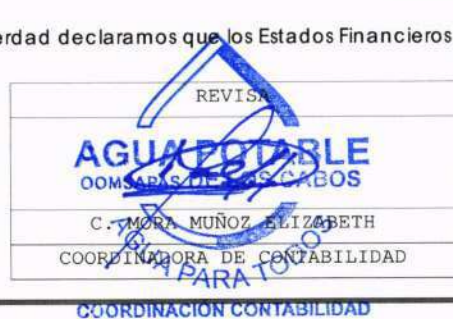 erdad declaramos que los Estados Financieros
REVISA
AGUA POTABLE
OOMSAPAS DE LOS CABOS
C. MORA MUÑOZ ELIZABETH
COORDINADORA DE CONTABILIDAD
AGUA PARA TODOS
COORDINACIÓN CONTABILIDAD